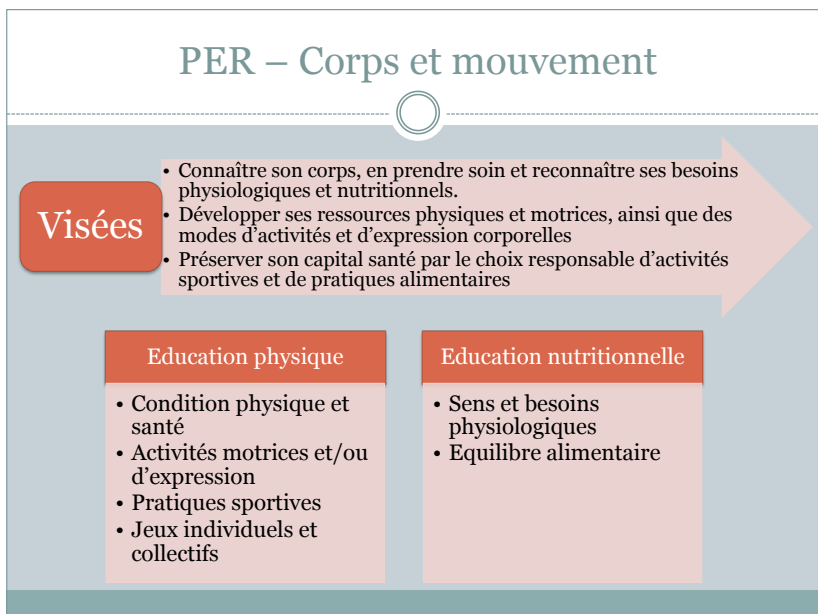 PER – Corps et mouvement
Visées
• Connaître son corps, en prendre soin et reconnaître ses besoins
physiologiques et nutritionnels.
• Développer ses ressources physiques et motrices, ainsi que des
modes d'activités et d'expression corporelles
• Préserver son capital santé par le choix responsable d'activités
sportives et de pratiques alimentaires
Education physique
• Condition physique et
santé
• Activités motrices et/ou
d'expression
• Pratiques sportives
• Jeux individuels et
collectifs
Education nutritionnelle
• Sens et besoins
physiologiques
• Equilibre alimentaire